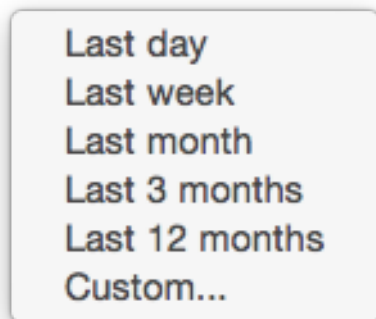 Last day
Last week
Last month
Last 3 months
Last 12 months
Custom...